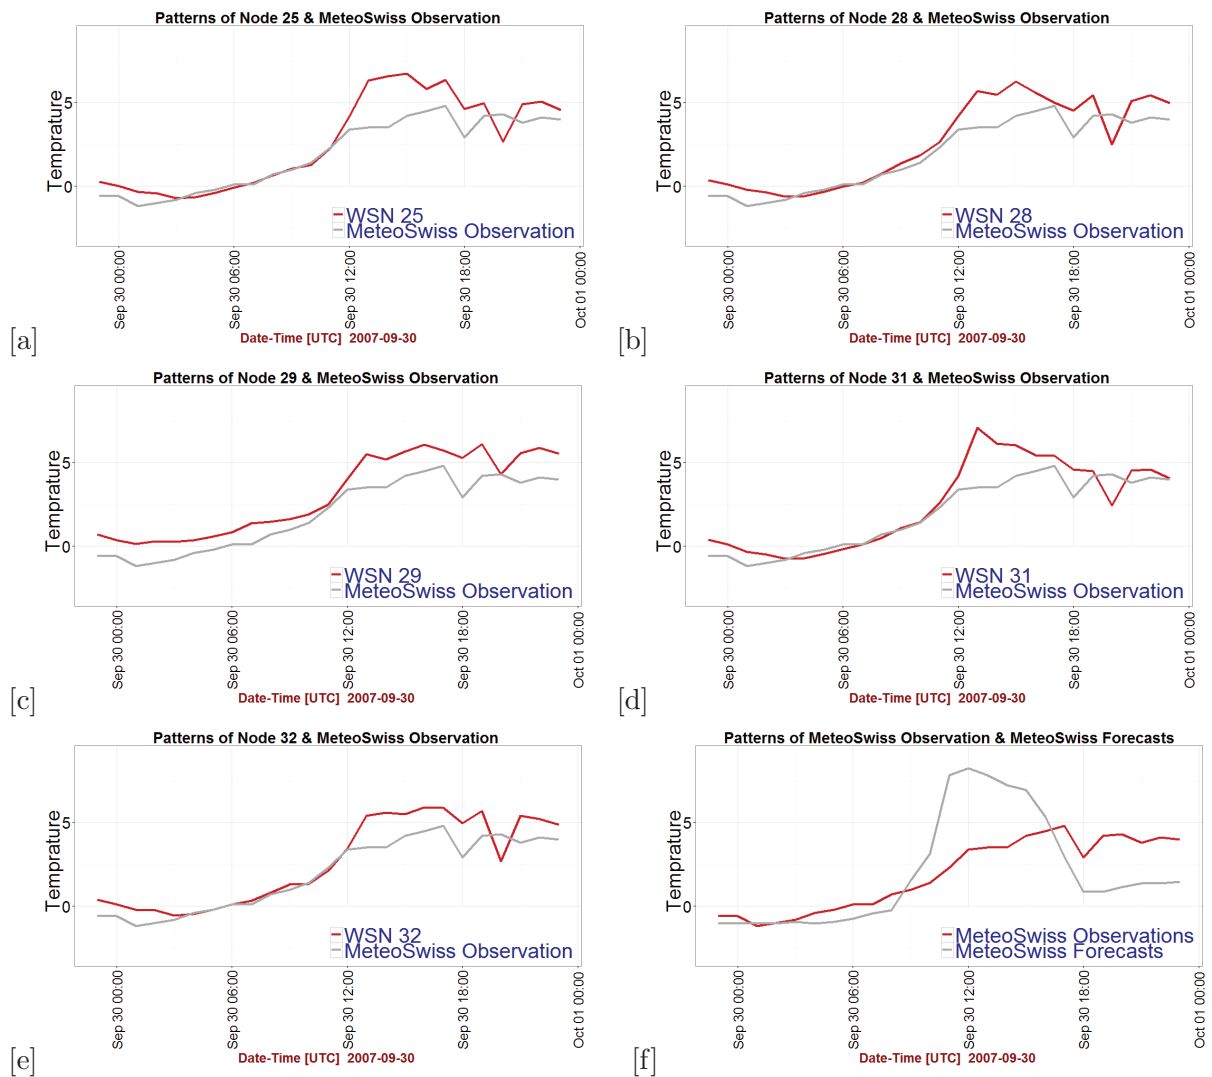 Patterns of Node 25 & MeteoSwiss Observation
Temprature
5
0
WSN 25
MeteoSwiss Observation
Sep 30 00:00
Sep 30 06:00
Sep 30 12:00
Sep 30 18:00
Oct 01 00:00
Date-Time [UTC] 2007-09-30
[a]
Patterns of Node 28 & MeteoSwiss Observation
Temprature
5
0
WSN 28
MeteoSwiss Observation
Sep 30 00:00
Sep 30 06:00
Sep 30 12:00
Sep 30 18:00
Oct 01 00:00
Date-Time [UTC] 2007-09-30
[b]
Patterns of Node 29 & MeteoSwiss Observation
Temprature
5
0
WSN 29
MeteoSwiss Observation
Sep 30 00:00
Sep 30 06:00
Sep 30 12:00
Sep 30 18:00
Oct 01 00:00
Date-Time [UTC] 2007-09-30
[c]
Patterns of Node 31 & MeteoSwiss Observation
Temprature
5
0
WSN 31
MeteoSwiss Observation
Sep 30 00:00
Sep 30 06:00
Sep 30 12:00
Sep 30 18:00
Oct 01 00:00
Date-Time [UTC] 2007-09-30
[d]
Patterns of Node 32 & MeteoSwiss Observation
Temprature
5
0
WSN 32
MeteoSwiss Observation
Sep 30 00:00
Sep 30 06:00
Sep 30 12:00
Sep 30 18:00
Oct 01 00:00
Date-Time [UTC] 2007-09-30
[e]
Patterns of MeteoSwiss Observation & MeteoSwiss Forecasts
Temprature
5
0
MeteoSwiss Observations
MeteoSwiss Forecasts
Sep 30 00:00
Sep 30 06:00
Sep 30 12:00
Sep 30 18:00
Oct 01 00:00
Date-Time [UTC] 2007-09-30
[f]